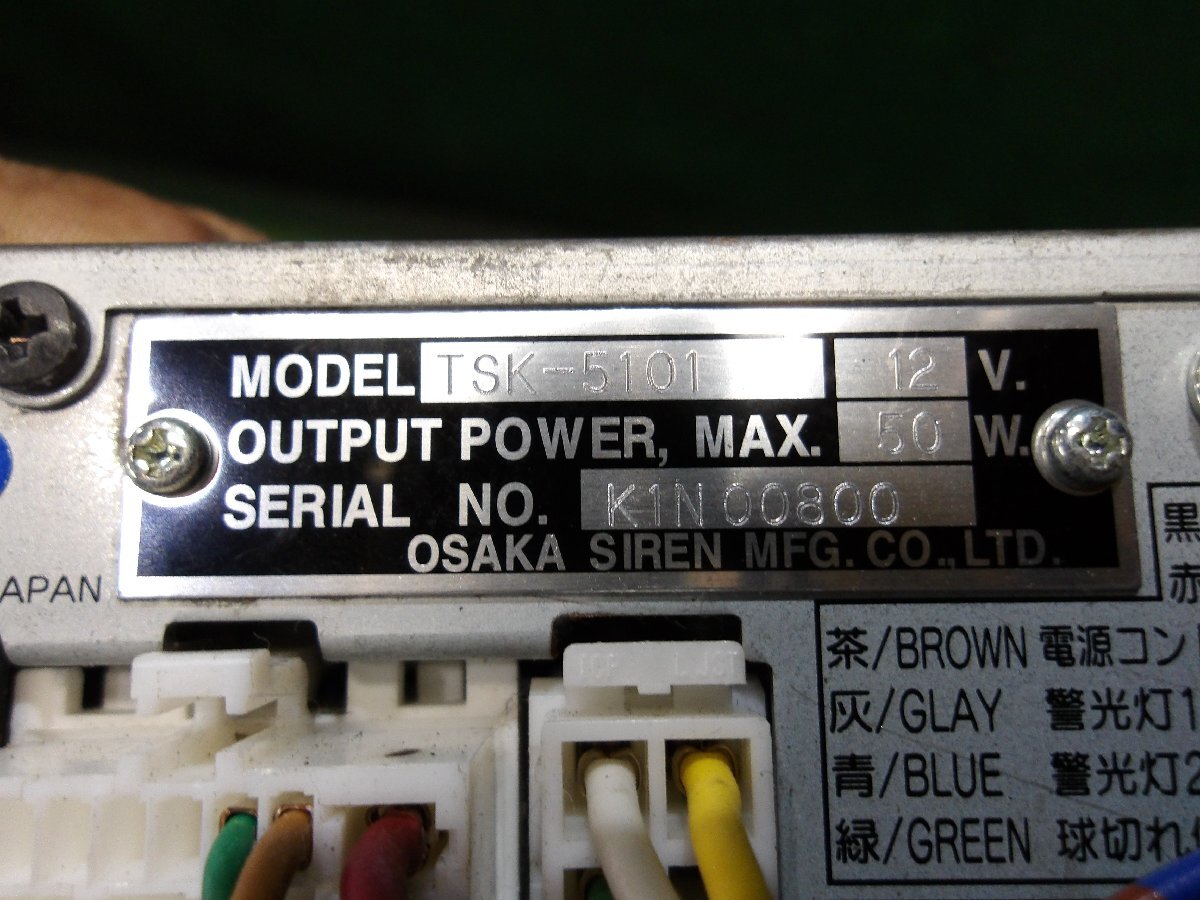 MODEL TSK-5101 12 V.
OUTPUT POWER, MAX. 50 W.
SERIAL NO. K1N00800
OSAKA SIREN MFG. CO., LTD.
APAN
黒
赤
茶/BROWN 電源コン
灰/GLAY 警光灯1
青/BLUE 警光灯2
緑/GREEN 球切れ